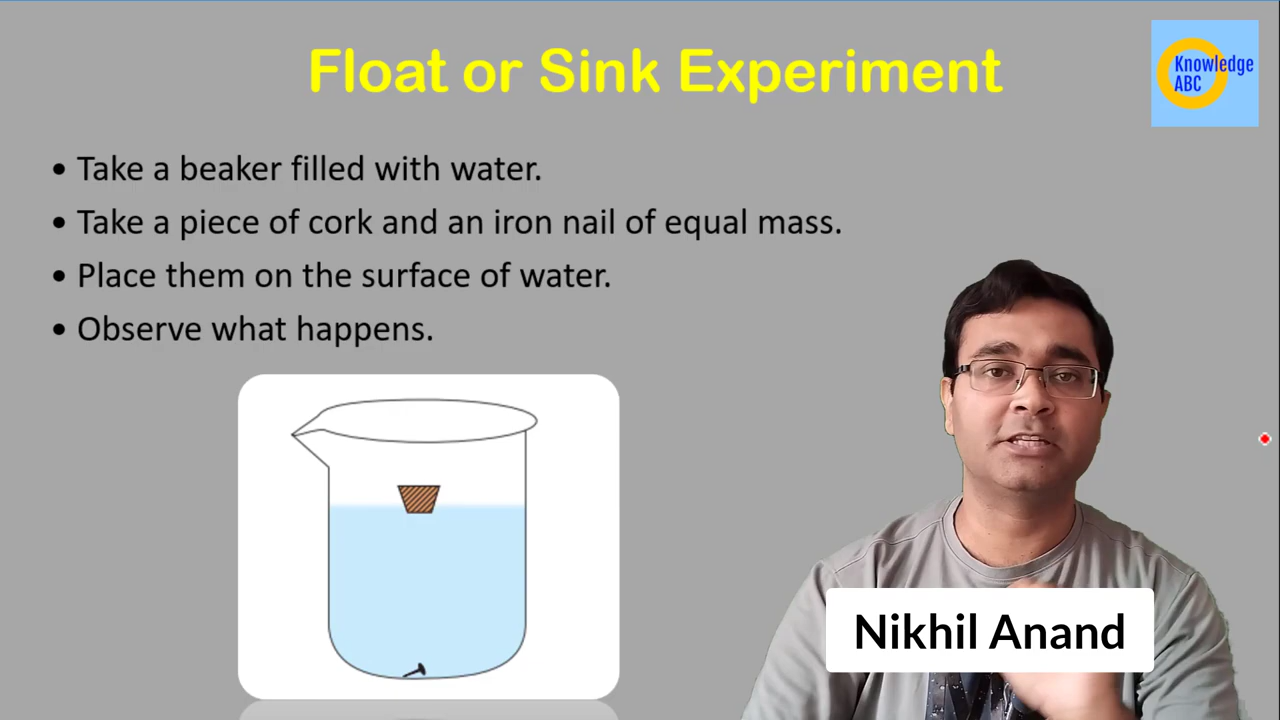 Float or Sink Experiment
Knowledge
ABC
• Take a beaker filled with water.
• Take a piece of cork and an iron nail of equal mass.
• Place them on the surface of water.
• Observe what happens.
Nikhil Anand